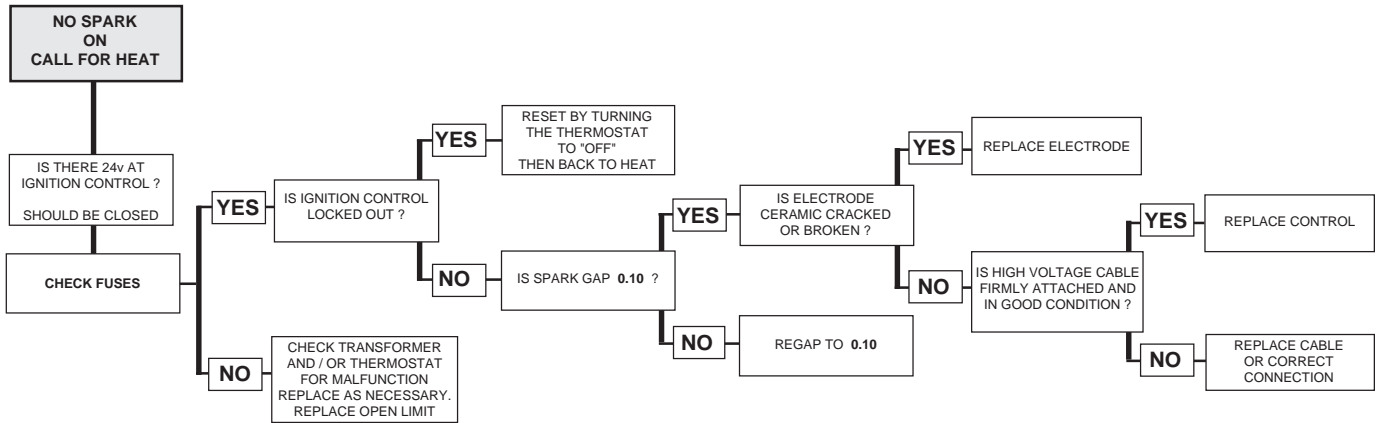 NO SPARK
ON
CALL FOR HEAT
IS THERE 24v AT
IGNITION CONTROL ?
SHOULD BE CLOSED
CHECK FUSES
YES
IS IGNITION CONTROL
LOCKED OUT ?
NO
CHECK TRANSFORMER
AND / OR THERMOSTAT
FOR MALFUNCTION
REPLACE AS NECESSARY.
REPLACE OPEN LIMIT
YES
RESET BY TURNING
THE THERMOSTAT
TO "OFF"
THEN BACK TO HEAT
NO
IS SPARK GAP 0.10 ?
YES
IS ELECTRODE
CERAMIC CRACKED
OR BROKEN ?
NO
REGAP TO 0.10
YES
REPLACE ELECTRODE
NO
IS HIGH VOLTAGE CABLE
FIRMLY ATTACHED AND
IN GOOD CONDITION ?
YES
REPLACE CONTROL
NO
REPLACE CABLE
OR CORRECT
CONNECTION